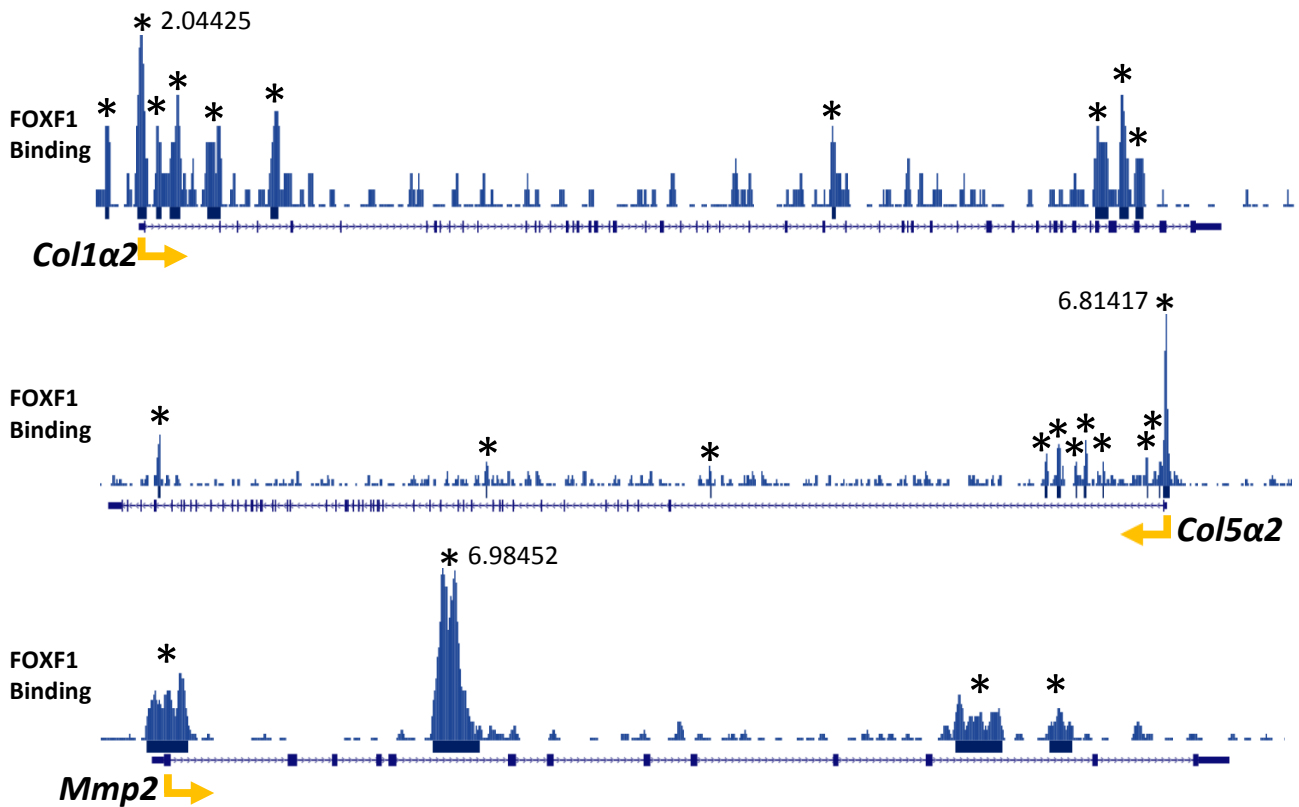 * 2.04425
* * * * * * * * * *
FOXF1
Binding
Col1α2
6.81417 *
FOXF1
Binding
* * * * * * * * * *
Col5α2
* 6.98452
FOXF1
Binding
* * *
Mmp2